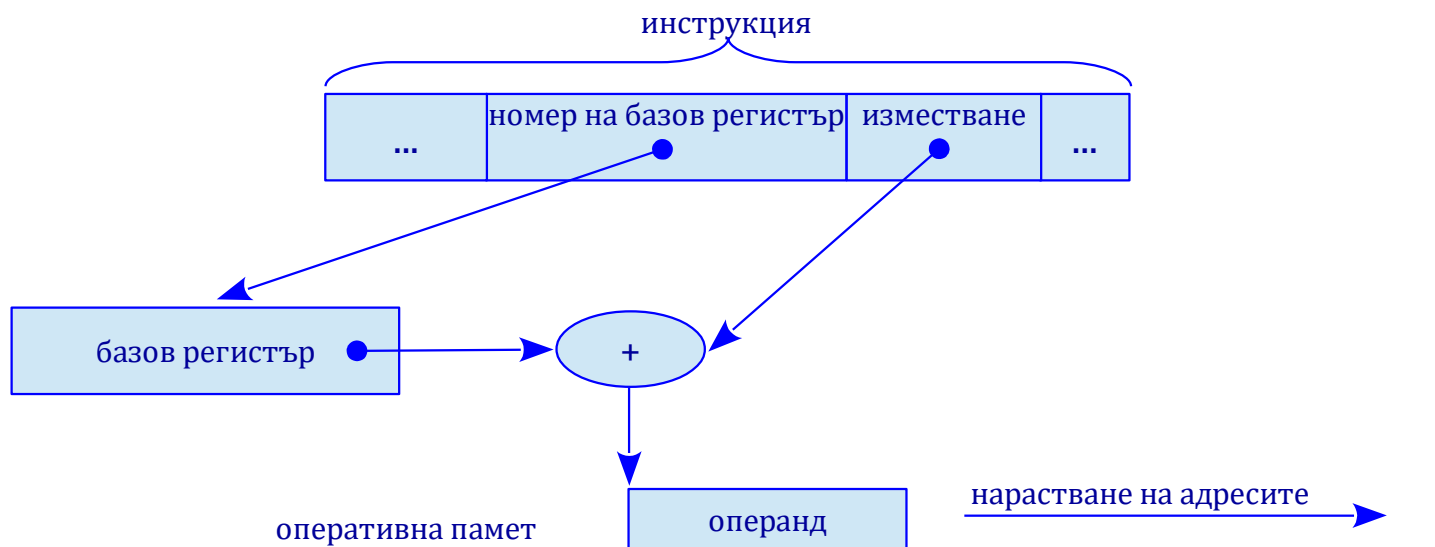 инструкция
номер на базов регистър изместване
... ...
базов регистър +
нарастване на адресите
оперативна памет операнд